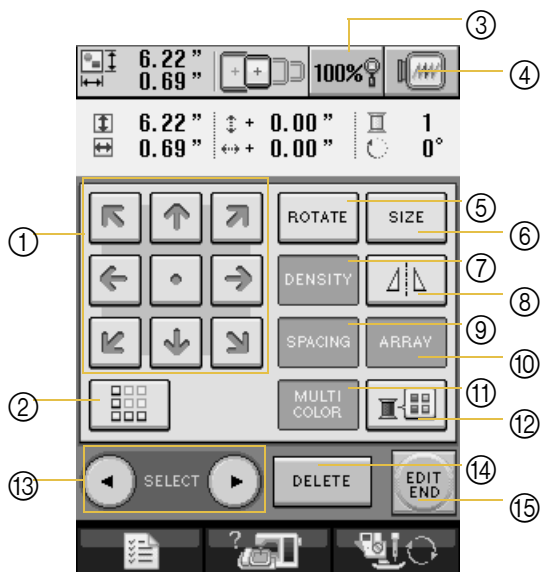 ③
6.22 "
0.69 "
100%
④
6.22 " + 0.00 " 1
0.69 " + 0.00 " 0°
①
ROTATE
SIZE
⑤
⑥
DENSITY
⑦
⑧
SPACING
ARRAY
⑨
⑩
②
MULTI
COLOR
⑪
⑫
⑬
SELECT
DELETE
EDIT
END
⑭
⑮
?